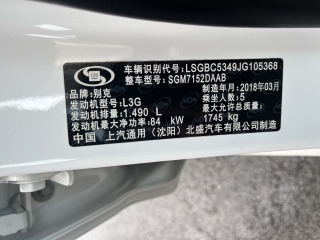 车辆识别代号:LSGBC5349JG105368
整车型号:SGM7152DAAB
品牌:别克
制造年月:2018年03月
发动机型号:L3G
乘坐人数:5
发动机排量:1.490 L
最大允许总质量:
发动机最大净功率:84 kW
1745 kg
中国 上汽通用(沈阳)北盛汽车有限公司制造